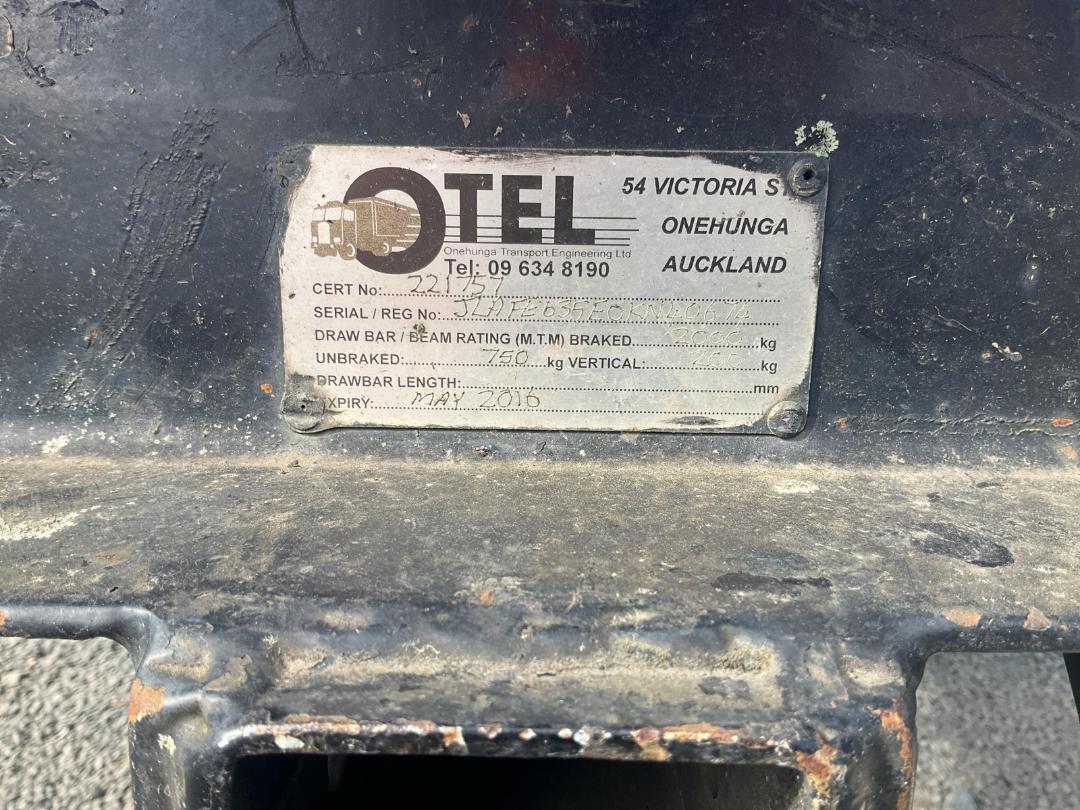 OTEL
54 VICTORIA ST
ONEHUNGA
Onehunga Transport Engineering Ltd
AUCKLAND
Tel: 09 634 8190
CERT No: 221757
SERIAL / REG No:
DRAW BAR / BEAM RATING (M.T.M) BRAKED 2000 kg
UNBRAKED: 750 kg VERTICAL: kg
DRAWBAR LENGTH: mm
EXPIRY: MAY 2016